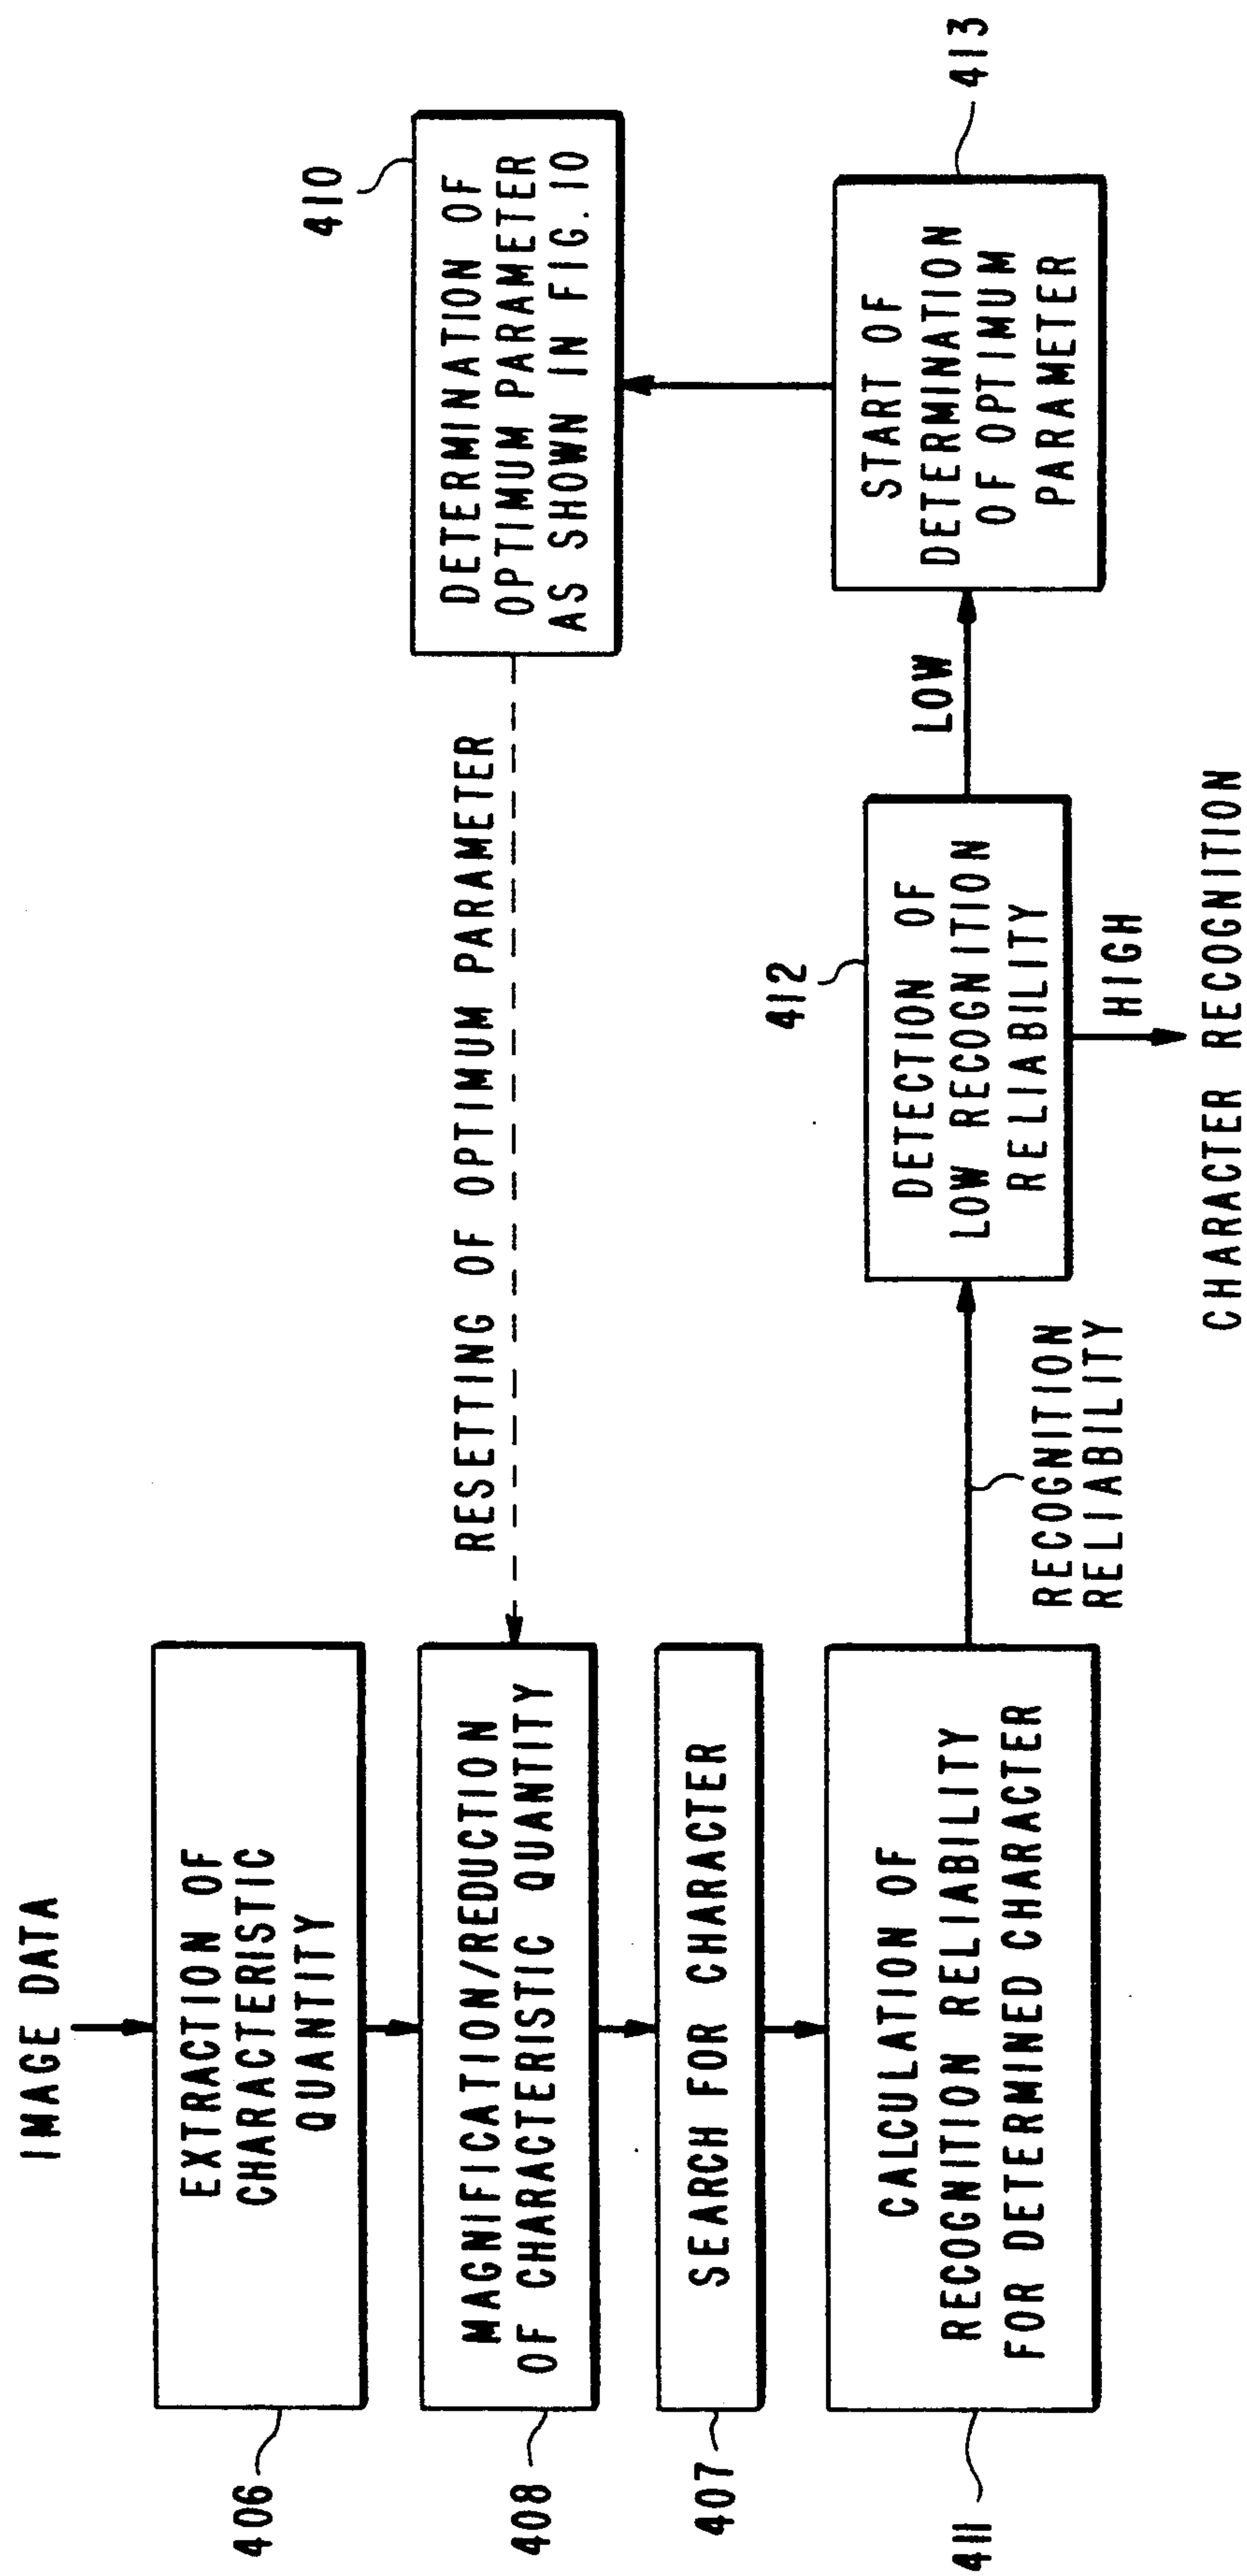 IMAGE DATA
406
EXTRACTION OF
CHARACTERISTIC
QUANTITY
408
MAGNIFICATION/REDUCTION
OF CHARACTERISTIC QUANTITY
407
SEARCH FOR CHARACTER
411
CALCULATION OF
RECOGNITION RELIABILITY
FOR DETERMINED CHARACTER
RECOGNITION
RELIABILITY
412
DETECTION OF
LOW RECOGNITION
RELIABILITY
HIGH
CHARACTER RECOGNITION
LOW
413
START OF
DETERMINATION
OF OPTIMUM
PARAMETER
410
DETERMINATION OF
OPTIMUM PARAMETER
AS SHOWN IN FIG. 10
RESETTING OF OPTIMUM PARAMETER